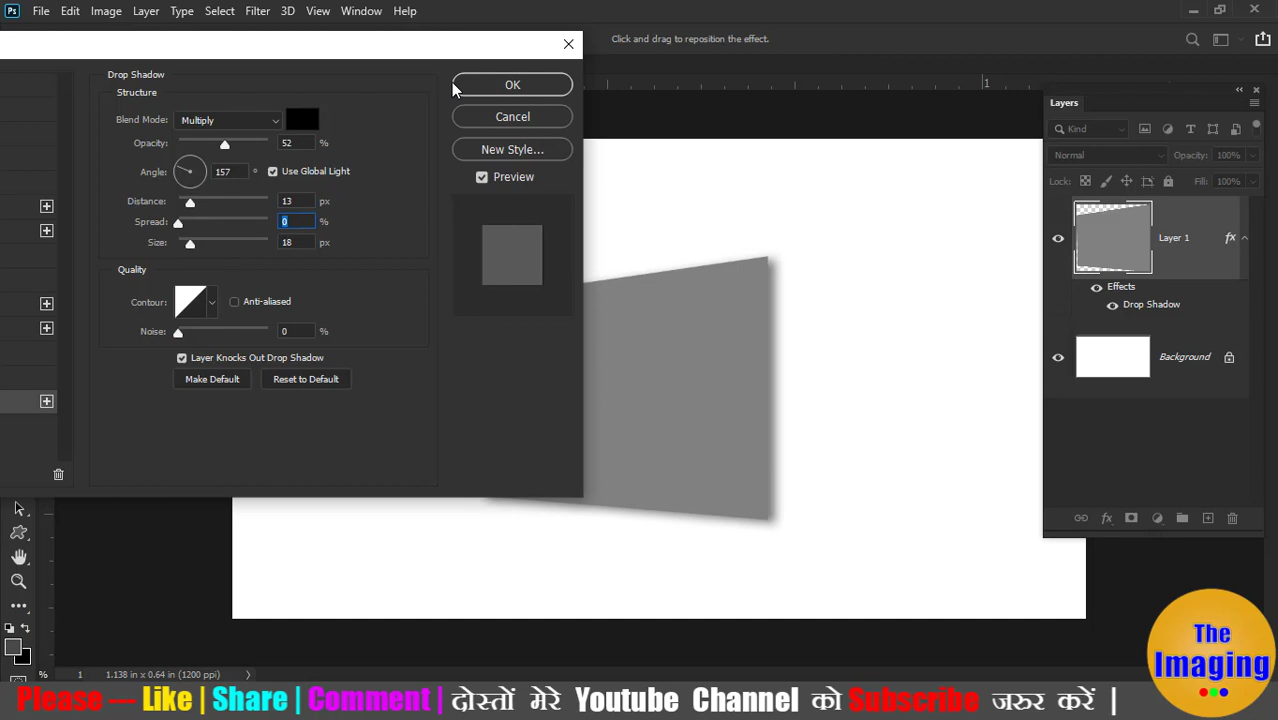 Ps File Edit Image Layer Type Select Filter 3D View Window Help
Click and drag to reposition the effect.
1
Drop Shadow
Structure
Blend Mode: Multiply
Opacity: 52 %
Angle: 157 ° Use Global Light
Distance: 13 px
Spread: 0 %
Size: 18 px
Quality
Contour: Anti-aliased
Noise: 0 %
Layer Knocks Out Drop Shadow
Make Default Reset to Default
OK
Cancel
New Style...
Preview
Layers
Kind
Normal Opacity: 100%
Lock: Fill: 100%
Layer 1 fx
Effects
Drop Shadow
Background
fx
% 1 1.138 in x 0.64 in (1200 ppi)
The
Imaging
Please --- Like | Share | Comment | दोस्तों मेरे Youtube Channel को Subscribe जरुर करें |